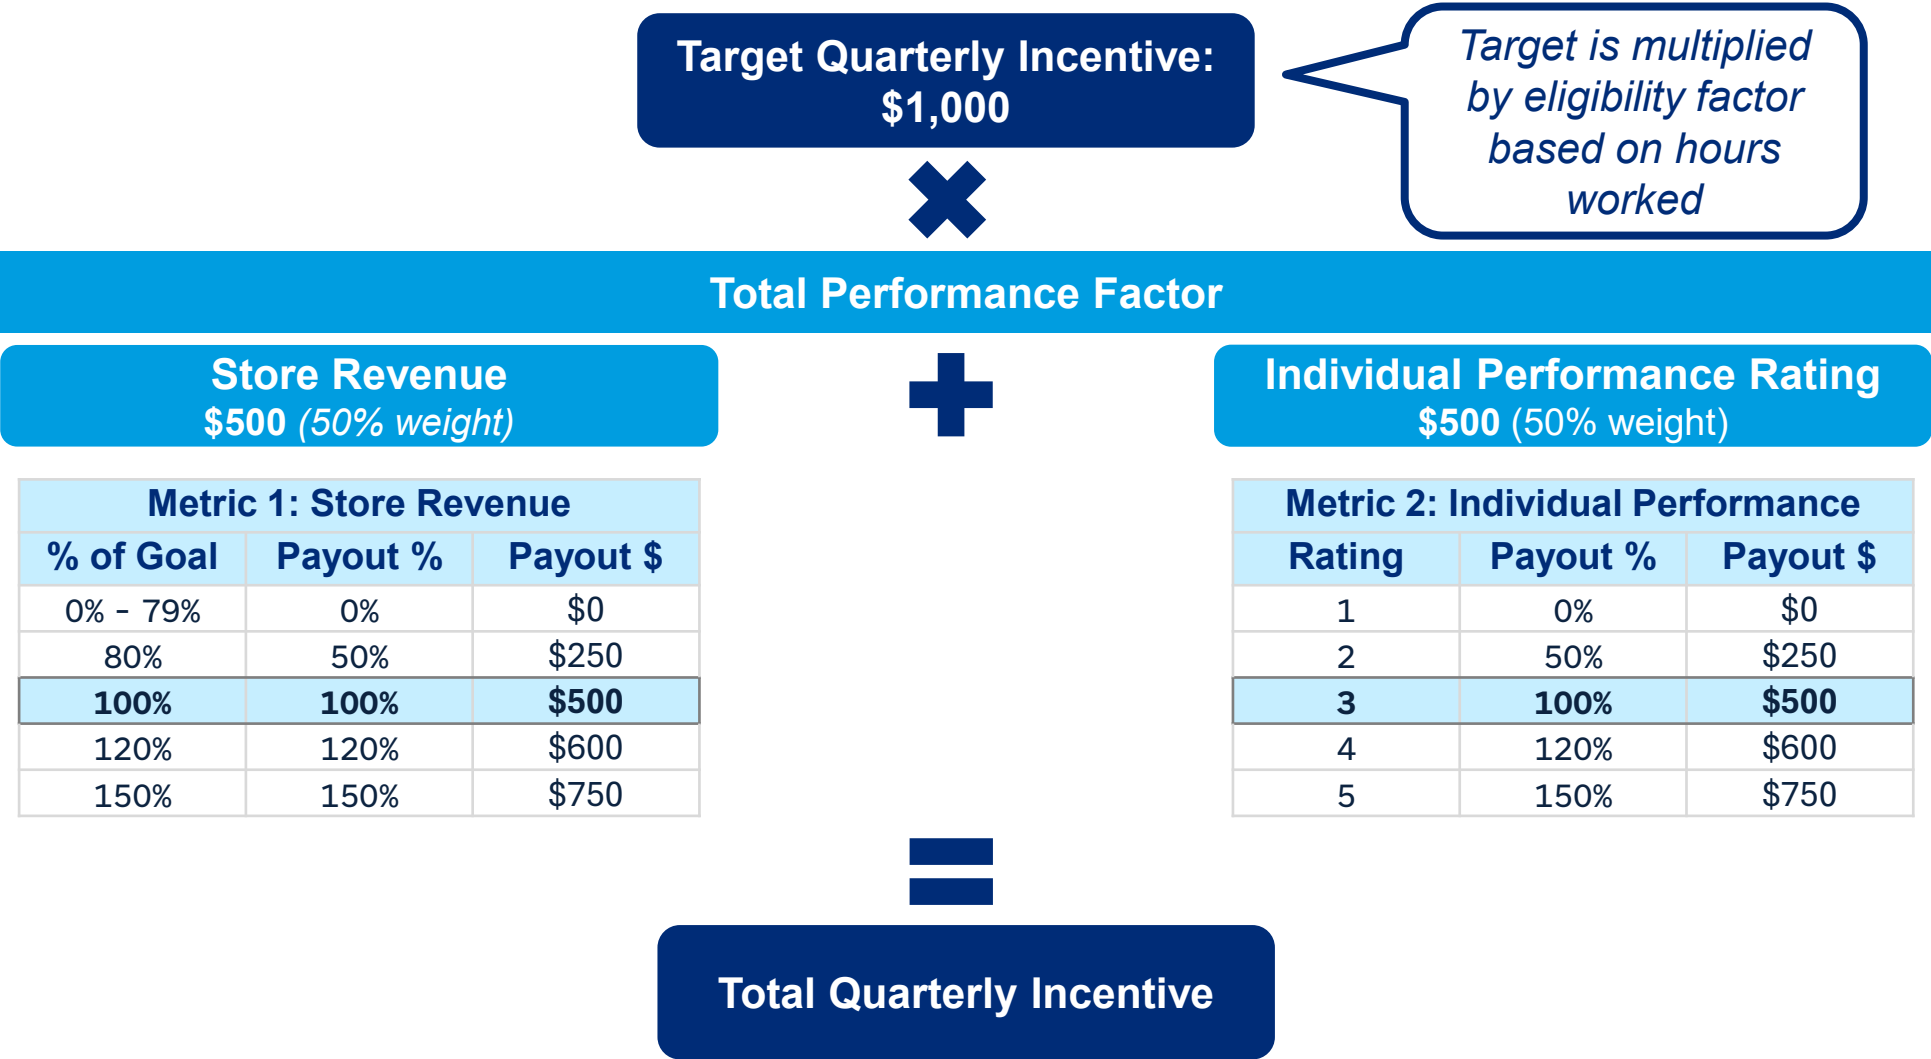 Target Quarterly Incentive:
$1,000
Target is multiplied
by eligibility factor
based on hours
worked
Total Performance Factor
Store Revenue
$500 (50% weight)
Individual Performance Rating
$500 (50% weight)
Metric 1: Store Revenue
% of Goal Payout % Payout $
0% - 79% 0% $0
80% 50% $250
100% 100% $500
120% 120% $600
150% 150% $750
Metric 2: Individual Performance
Rating Payout % Payout $
1 0% $0
2 50% $250
3 100% $500
4 120% $600
5 150% $750
Total Quarterly Incentive